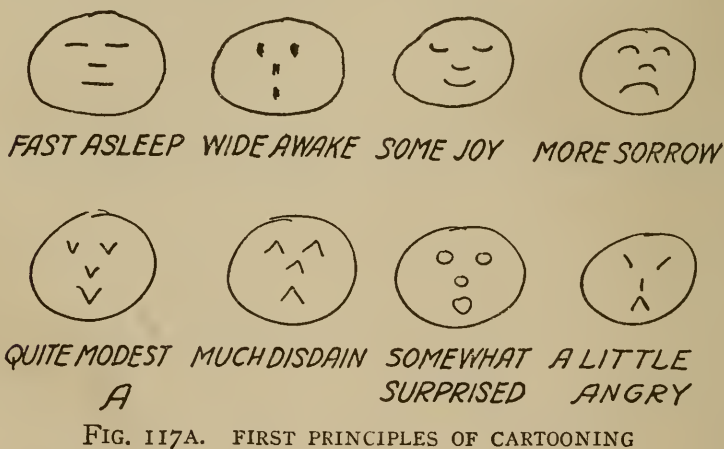 FAST ASLEEP WIDE AWAKE SOME JOY MORE SORROW
QUITE MODEST MUCH DISDAIN SOMEWHAT SURPRISED A LITTLE ANGRY
A
FIG. 117A. FIRST PRINCIPLES OF CARTOONING